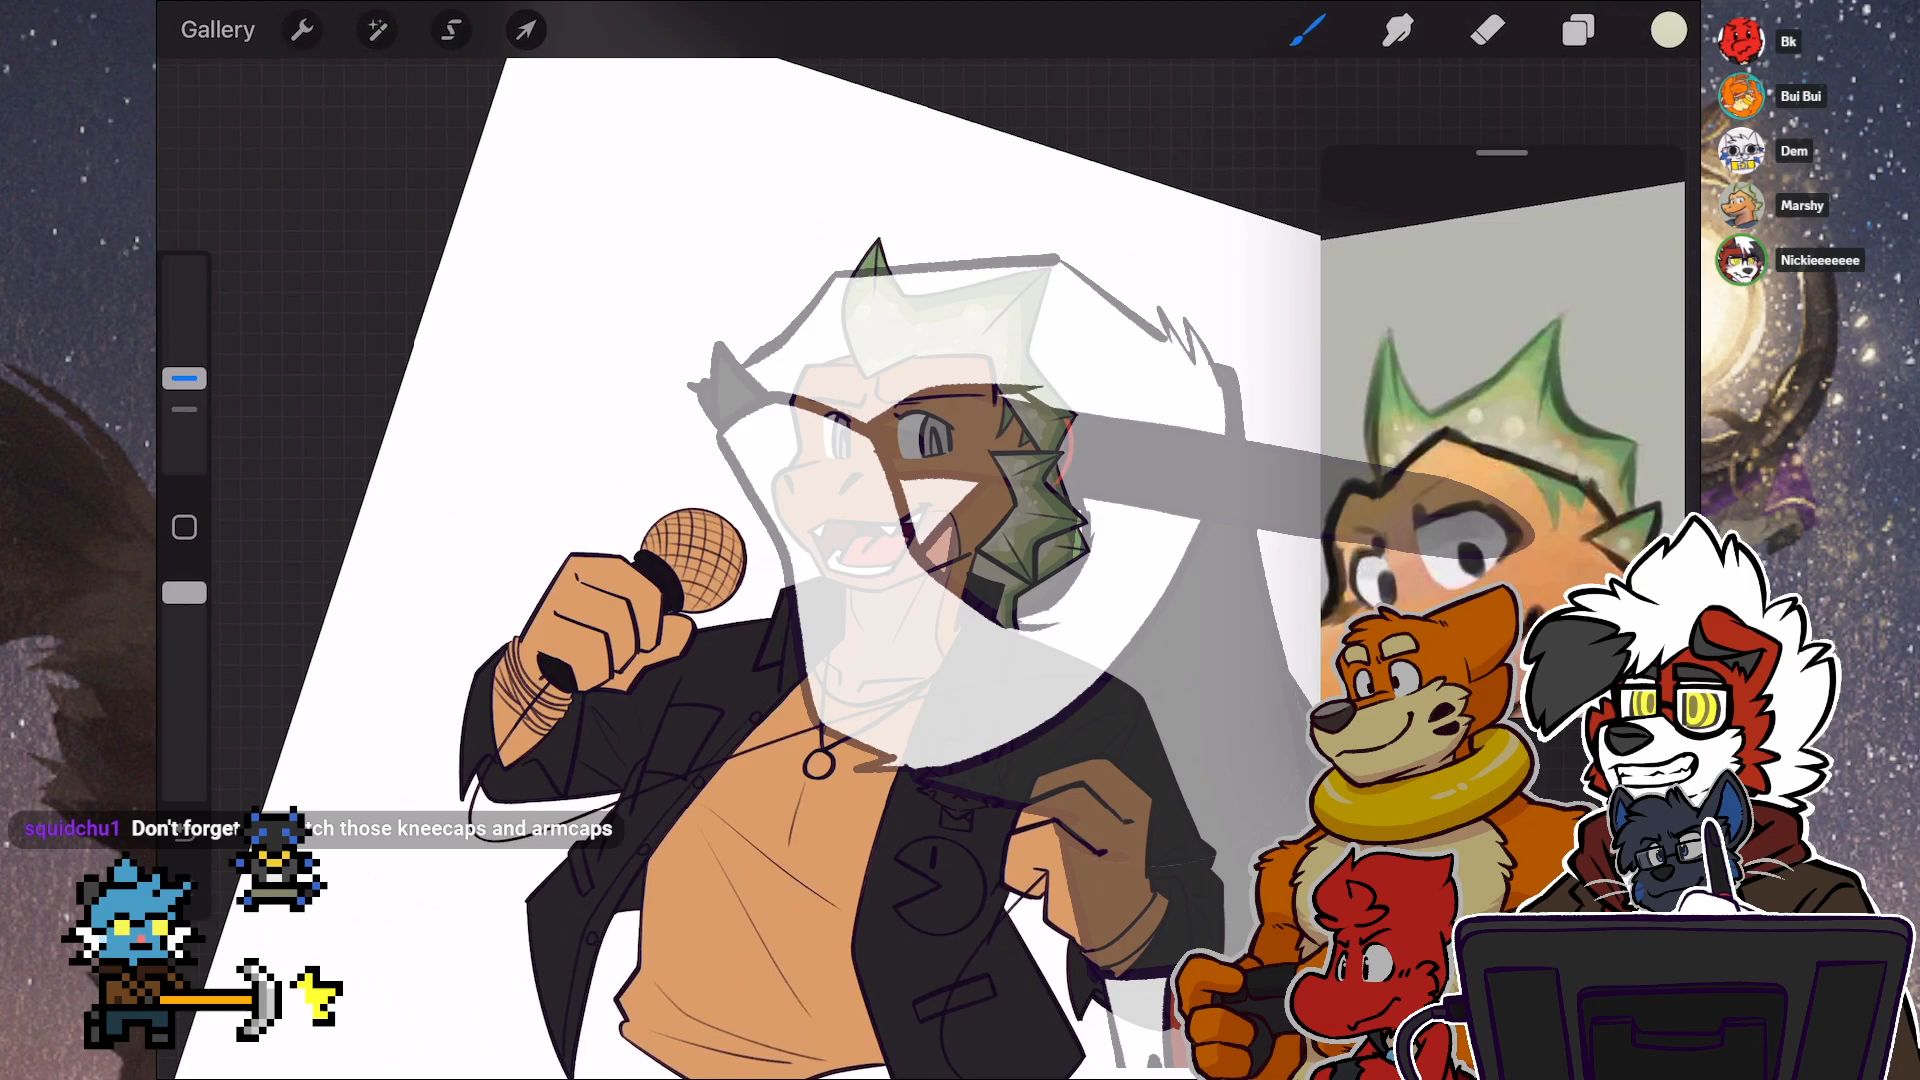 Gallery
Bk
Bui Bui
Dem
Marshy
Nickieeeeeee
squidchu1 Don't forget tch those kneecaps and armcaps